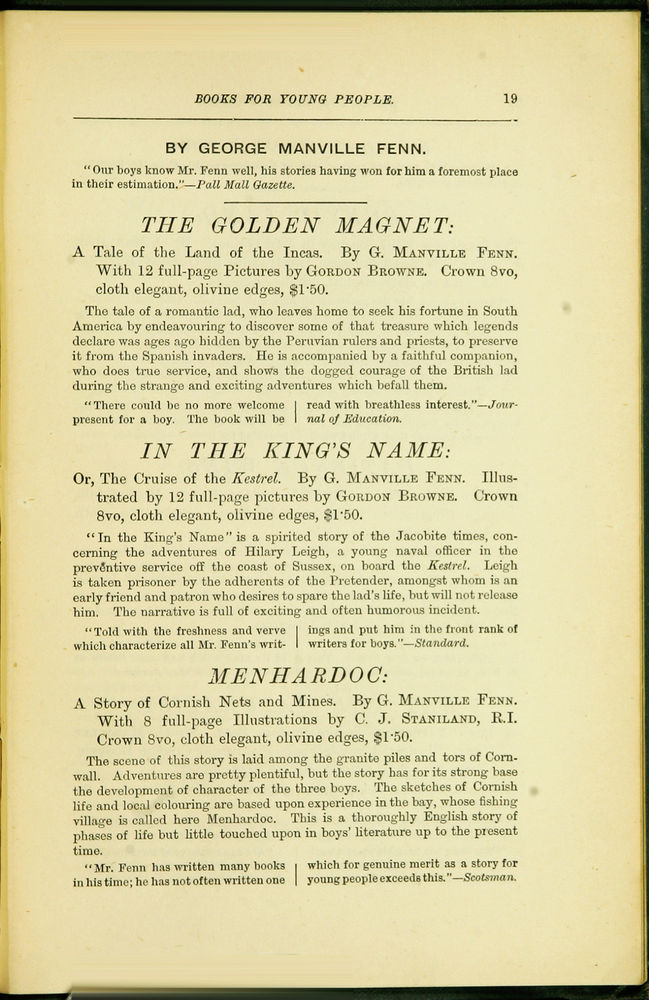 BOOKS FOR YOUNG PEOPLE. 19
BY GEORGE MANVILLE FENN.
"Our boys know Mr. Fenn well, his stories having won for him a foremost place
in their estimation."—Pall Mall Gazette.
THE GOLDEN MAGNET:
A Tale of the Land of the Incas. By G. MANVILLE FENN.
With 12 full-page Pictures by GORDON BROWNE. Crown 8vo,
cloth elegant, olivine edges, $1·50.
The tale of a romantic lad, who leaves home to seek his fortune in South
America by endeavouring to discover some of that treasure which legends
declare was ages ago hidden by the Peruvian rulers and priests, to preserve
it from the Spanish invaders. He is accompanied by a faithful companion,
who does true service, and shows the dogged courage of the British lad
during the strange and exciting adventures which befall them.
"There could be no more welcome
present for a boy. The book will be
read with breathless interest."—Jour-
nal of Education.
IN THE KING'S NAME:
Or, The Cruise of the Kestrel. By G. MANVILLE FENN. Illus-
trated by 12 full-page pictures by GORDON BROWNE. Crown
8vo, cloth elegant, olivine edges, $1·50.
"In the King's Name" is a spirited story of the Jacobite times, con-
cerning the adventures of Hilary Leigh, a young naval officer in the
preventive service off the coast of Sussex, on board the Kestrel. Leigh
is taken prisoner by the adherents of the Pretender, amongst whom is an
early friend and patron who desires to spare the lad's life, but will not release
him. The narrative is full of exciting and often humorous incident.
"Told with the freshness and verve
which characterize all Mr. Fenn's writ-
ings and put him in the front rank of
writers for boys."—Standard.
MENHARDOC:
A Story of Cornish Nets and Mines. By G. MANVILLE FENN.
With 8 full-page Illustrations by C. J. STANILAND, R.I.
Crown 8vo, cloth elegant, olivine edges, $1·50.
The scene of this story is laid among the granite piles and tors of Corn-
wall. Adventures are pretty plentiful, but the story has for its strong base
the development of character of the three boys. The sketches of Cornish
life and local colouring are based upon experience in the bay, whose fishing
village is called here Menhardoc. This is a thoroughly English story of
phases of life but little touched upon in boys' literature up to the present
time.
"Mr. Fenn has written many books
in his time; he has not often written one
which for genuine merit as a story for
young people exceeds this."—Scotsman.